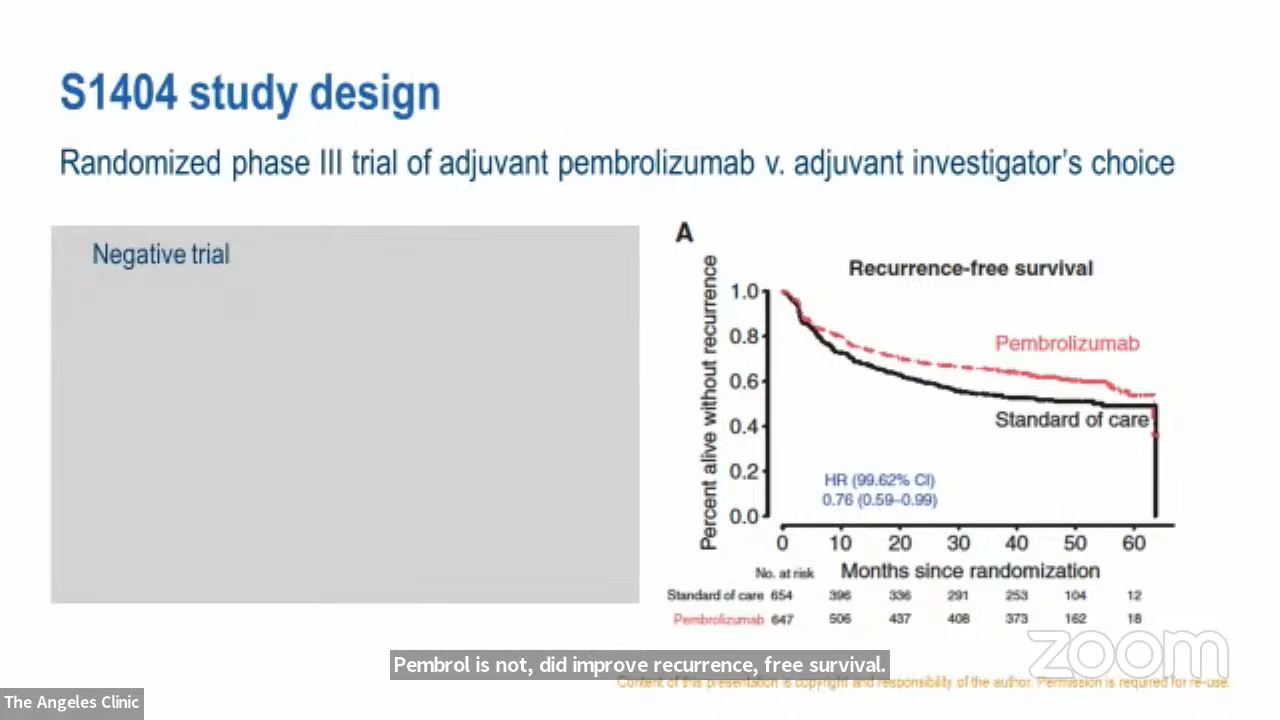 S1404 study design
Randomized phase III trial of adjuvant pembrolizumab v. adjuvant investigator's choice
Negative trial
A
Recurrence-free survival
Percent alive without recurrence
1.0
0.8
0.6
0.4
0.2
0.0
Pembrolizumab
Standard of care
HR (99.62% CI)
0.76 (0.59–0.99)
0 10 20 30 40 50 60
No. at risk Months since randomization
Standard of care 654 396 336 291 253 104 12
Pembrolizumab 647 506 437 408 373 162 18
zoom
Pembrol is not, did improve recurrence, free survival.
Content of this presentation is copyright and responsibility of the author. Permission is required for re-use.
The Angeles Clinic